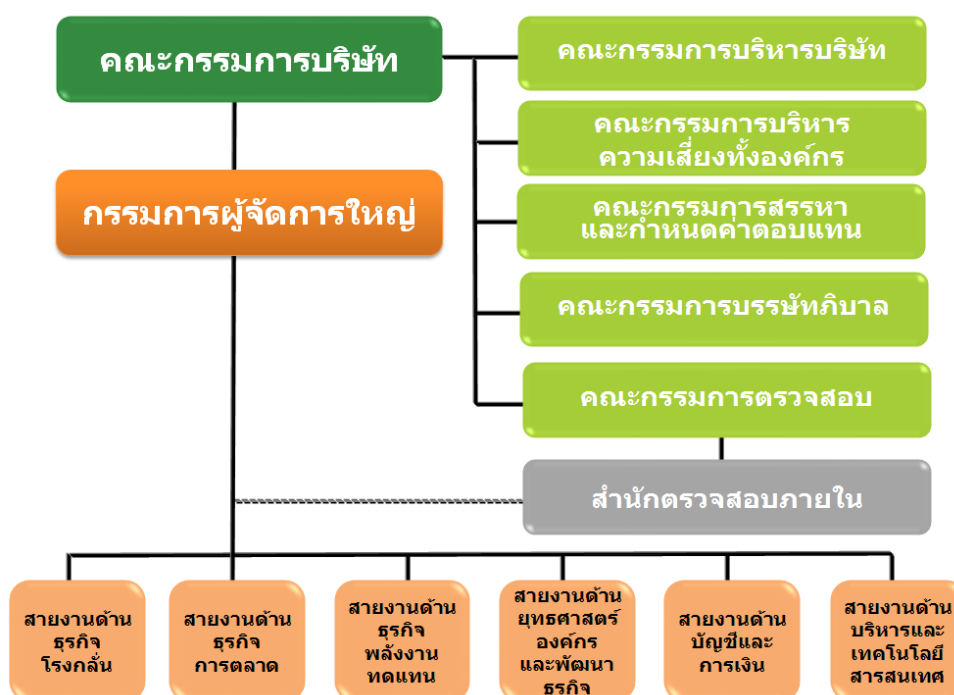 คณะกรรมการบริษัท
คณะกรรมการบริหารบริษัท
คณะกรรมการบริหาร
ความเสี่ยงทั้งองค์กร
กรรมการผู้จัดการใหญ่
คณะกรรมการสรรหา
และกำหนดค่าตอบแทน
คณะกรรมการบรรษัทภิบาล
คณะกรรมการตรวจสอบ
สำนักตรวจสอบภายใน
สายงานด้าน
ธุรกิจ
โรงกลั่น
สายงานด้าน
ธุรกิจ
การตลาด
สายงานด้าน
ธุรกิจ
พลังงาน
ทดแทน
สายงานด้าน
ยุทธศาสตร์
องค์กร
และพัฒนา
ธุรกิจ
สายงานด้าน
บัญชีและ
การเงิน
สายงานด้าน
บริหารและ
เทคโนโลยี
สารสนเทศ